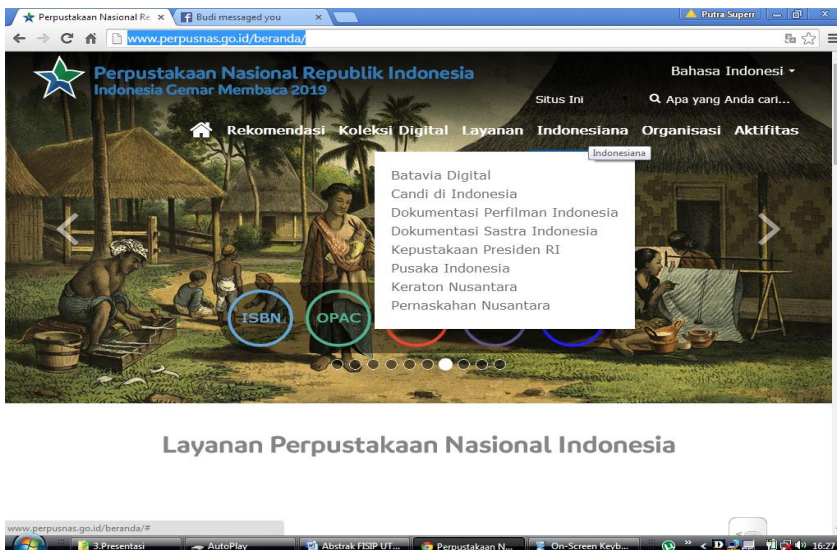 Perpustakaan Nasional Re
Budi messaged you
Putra Superr
www.perpusnas.go.id/beranda/
Perpustakaan Nasional Republik Indonesia
Indonesia Gemar Membaca 2019
Bahasa Indonesi
Situs Ini
Apa yang Anda cari...
Rekomendasi Koleksi Digital Layanan Indonesiana Organisasi Aktifitas
Indonesiana
Batavia Digital
Candi di Indonesia
Dokumentasi Perfilman Indonesia
Dokumentasi Sastra Indonesia
Kepustakaan Presiden RI
Pusaka Indonesia
Keraton Nusantara
Pernaskahan Nusantara
ISBN
OPAC
Layanan Perpustakaan Nasional Indonesia
www.perpusnas.go.id/beranda/#
3.Presentasi
AutoPlay
Abstrak FISIP UT...
Perpustakaan N...
On-Screen Keyb...
16:27